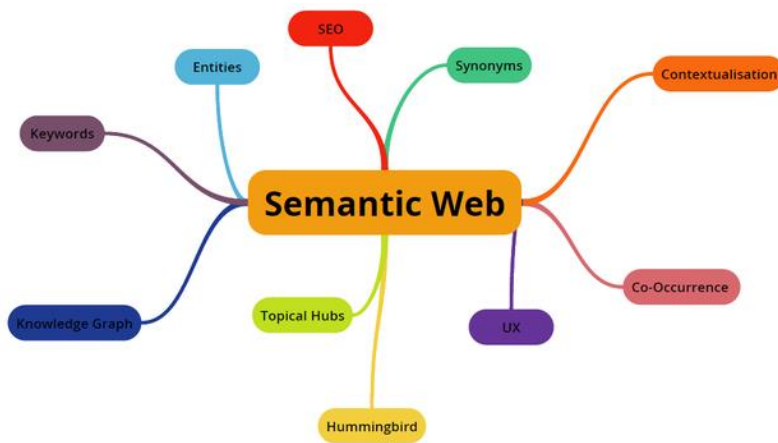 SEO
Entities
Synonyms
Contextualisation
Keywords
Semantic Web
Co-Occurrence
Knowledge Graph
Topical Hubs
UX
Hummingbird